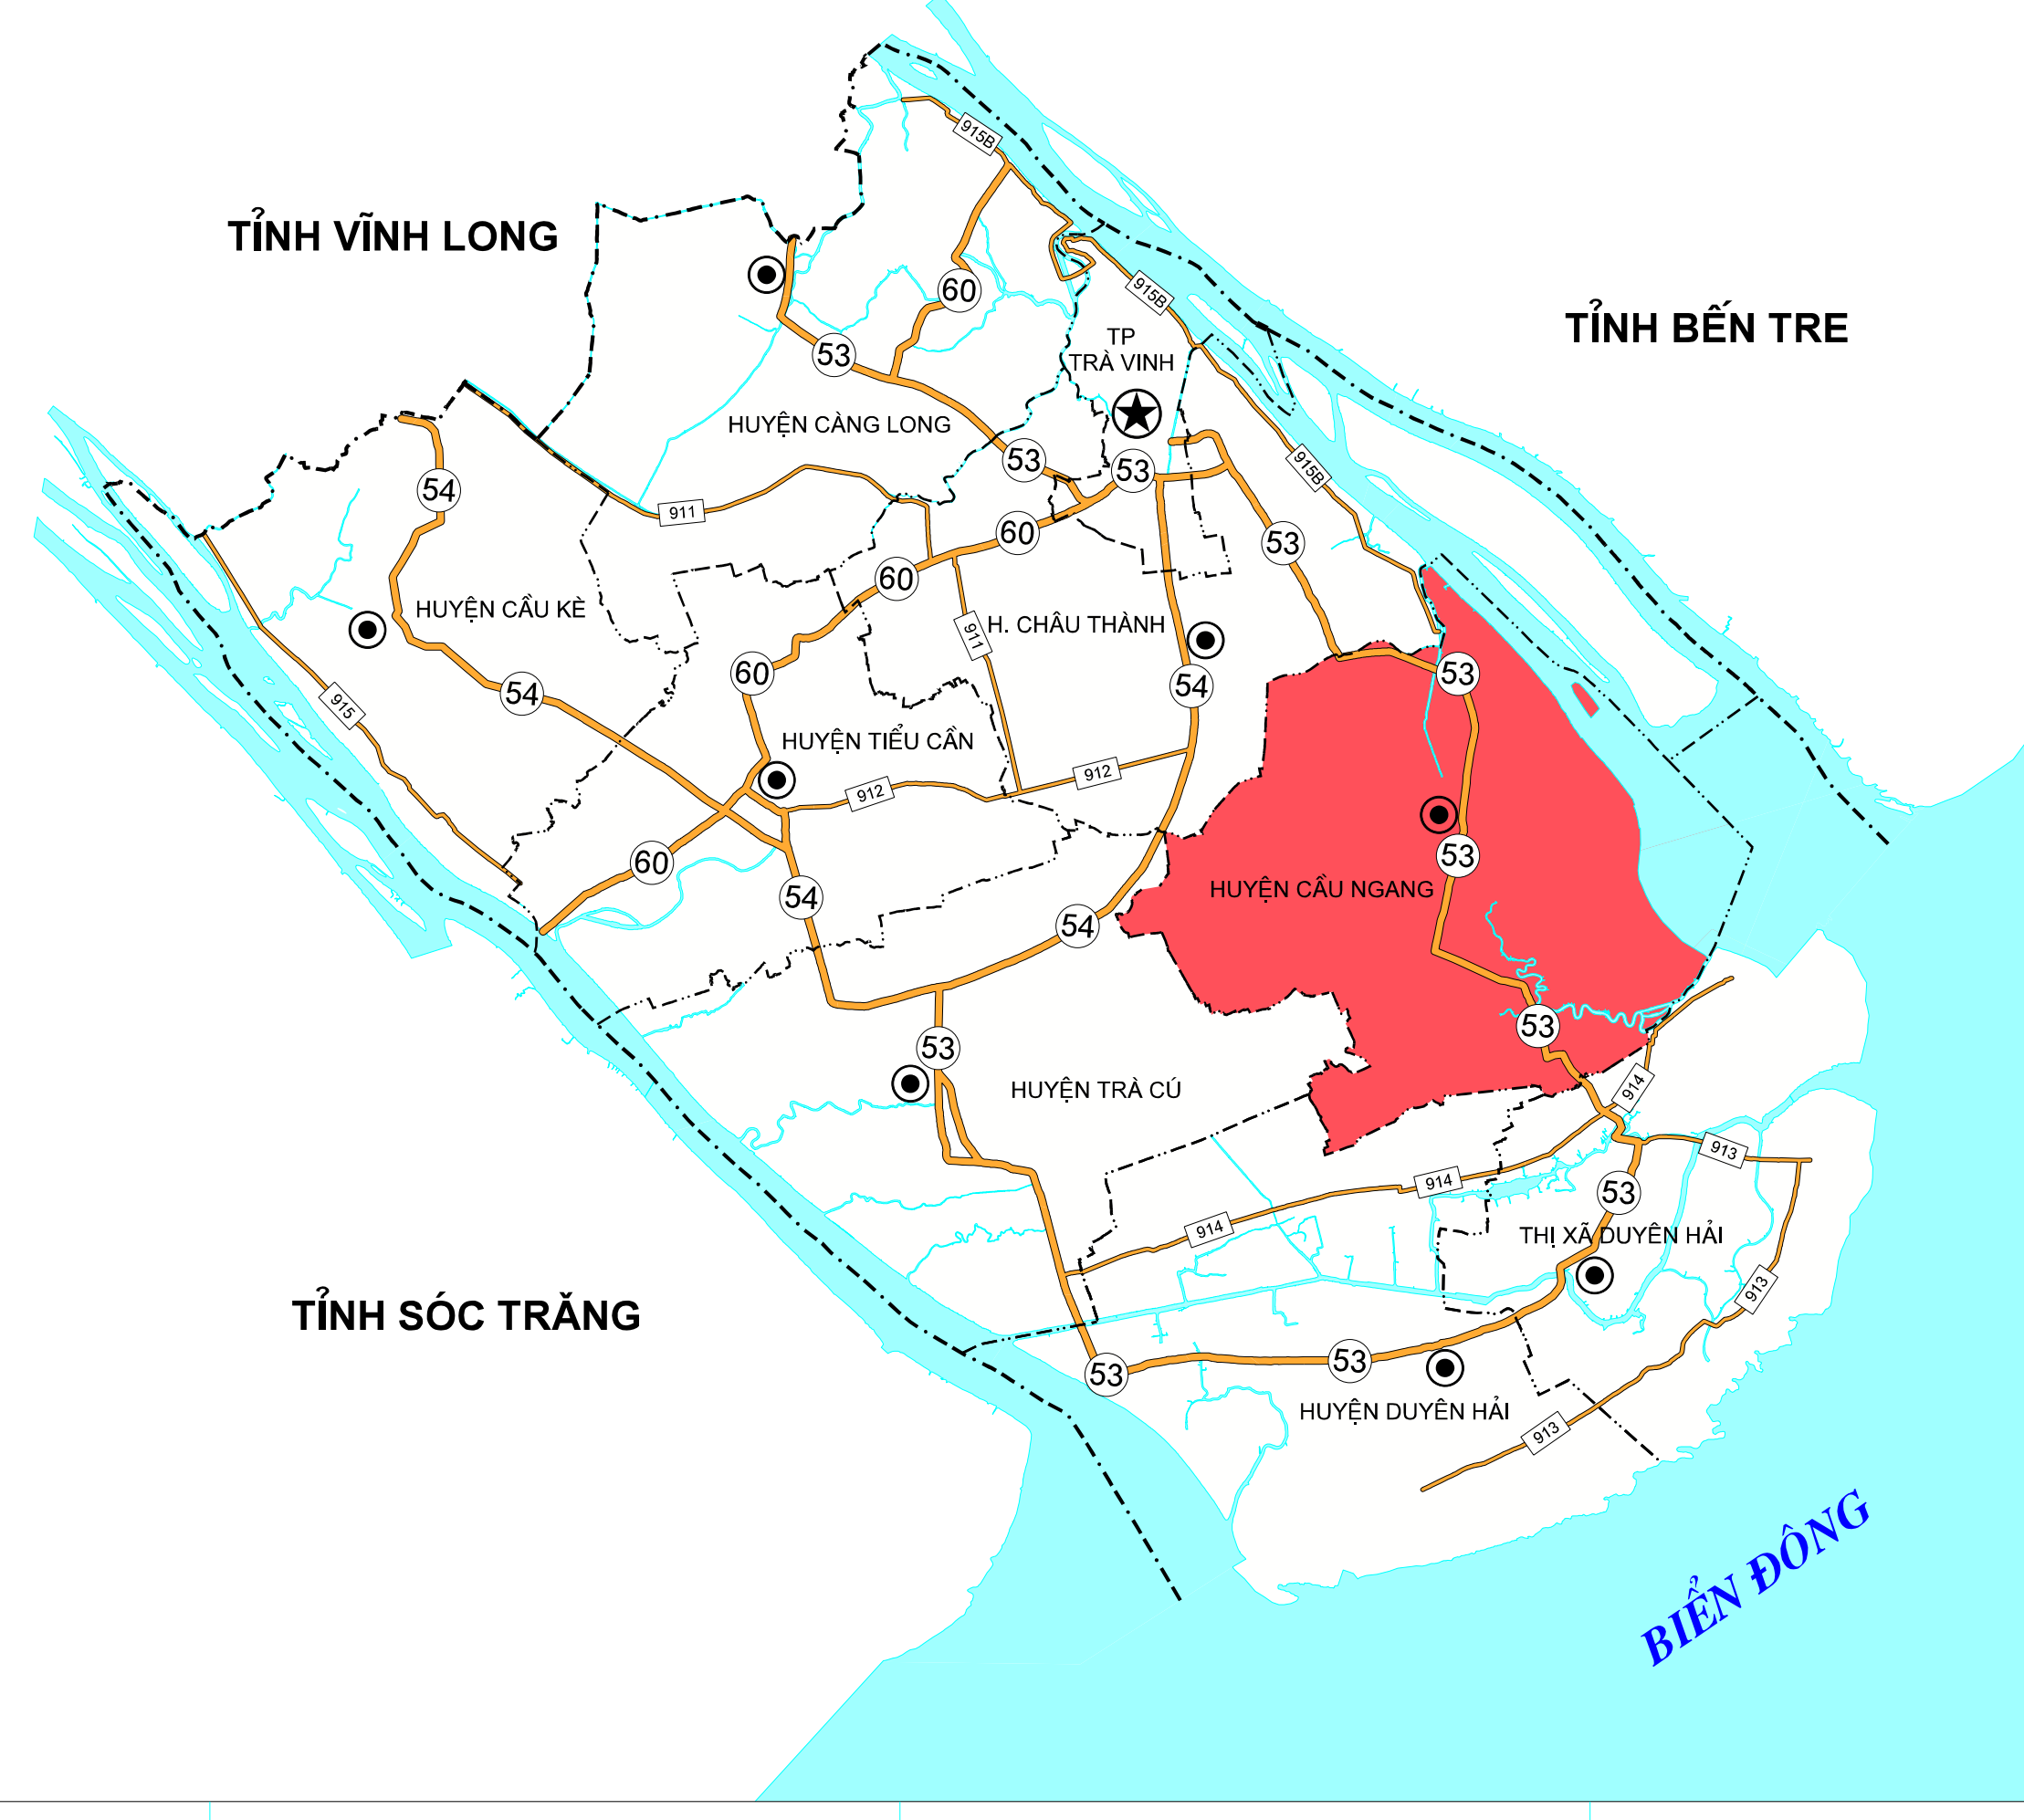 915B
TỈNH VĨNH LONG
60
915B
TỈNH BẾN TRE
TP
TRÀ VINH
53
HUYỆN CÀNG LONG
53
53
915B
54
911
60
53
60
HUYỆN CẦU KÈ
911
H. CHÂU THÀNH
60
53
54
54
915
HUYỆN TIỂU CẦN
912
912
53
60
HUYỆN CẦU NGANG
54
54
53
53
HUYỆN TRÀ CÚ
914
913
914
53
914
THỊ XÃ DUYÊN HẢI
913
TỈNH SÓC TRĂNG
53
53
HUYỆN DUYÊN HẢI
913
BIỂN ĐÔNG